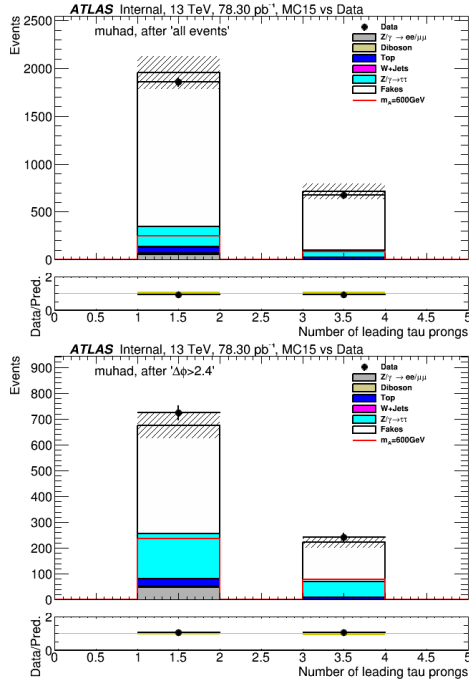 ATLAS Internal, 13 TeV, 78.30 pb⁻¹, MC15 vs Data
Events
muhad, after 'all events'
Data
Z/γ → ee/μμ
Diboson
Top
W+Jets
Z/γ→ττ
Fakes
m_A=600GeV
2500
2000
1500
1000
500
0
Data/Pred.
2
0
0 0.5 1 1.5 2 2.5 3 3.5 4 4.5 5
Number of leading tau prongs
ATLAS Internal, 13 TeV, 78.30 pb⁻¹, MC15 vs Data
Events
muhad, after 'Δϕ>2.4'
Data
Z/γ → ee/μμ
Diboson
Top
W+Jets
Z/γ→ττ
Fakes
m_A=600GeV
900
800
700
600
500
400
300
200
100
0
Data/Pred.
2
0
0 0.5 1 1.5 2 2.5 3 3.5 4 4.5 5
Number of leading tau prongs